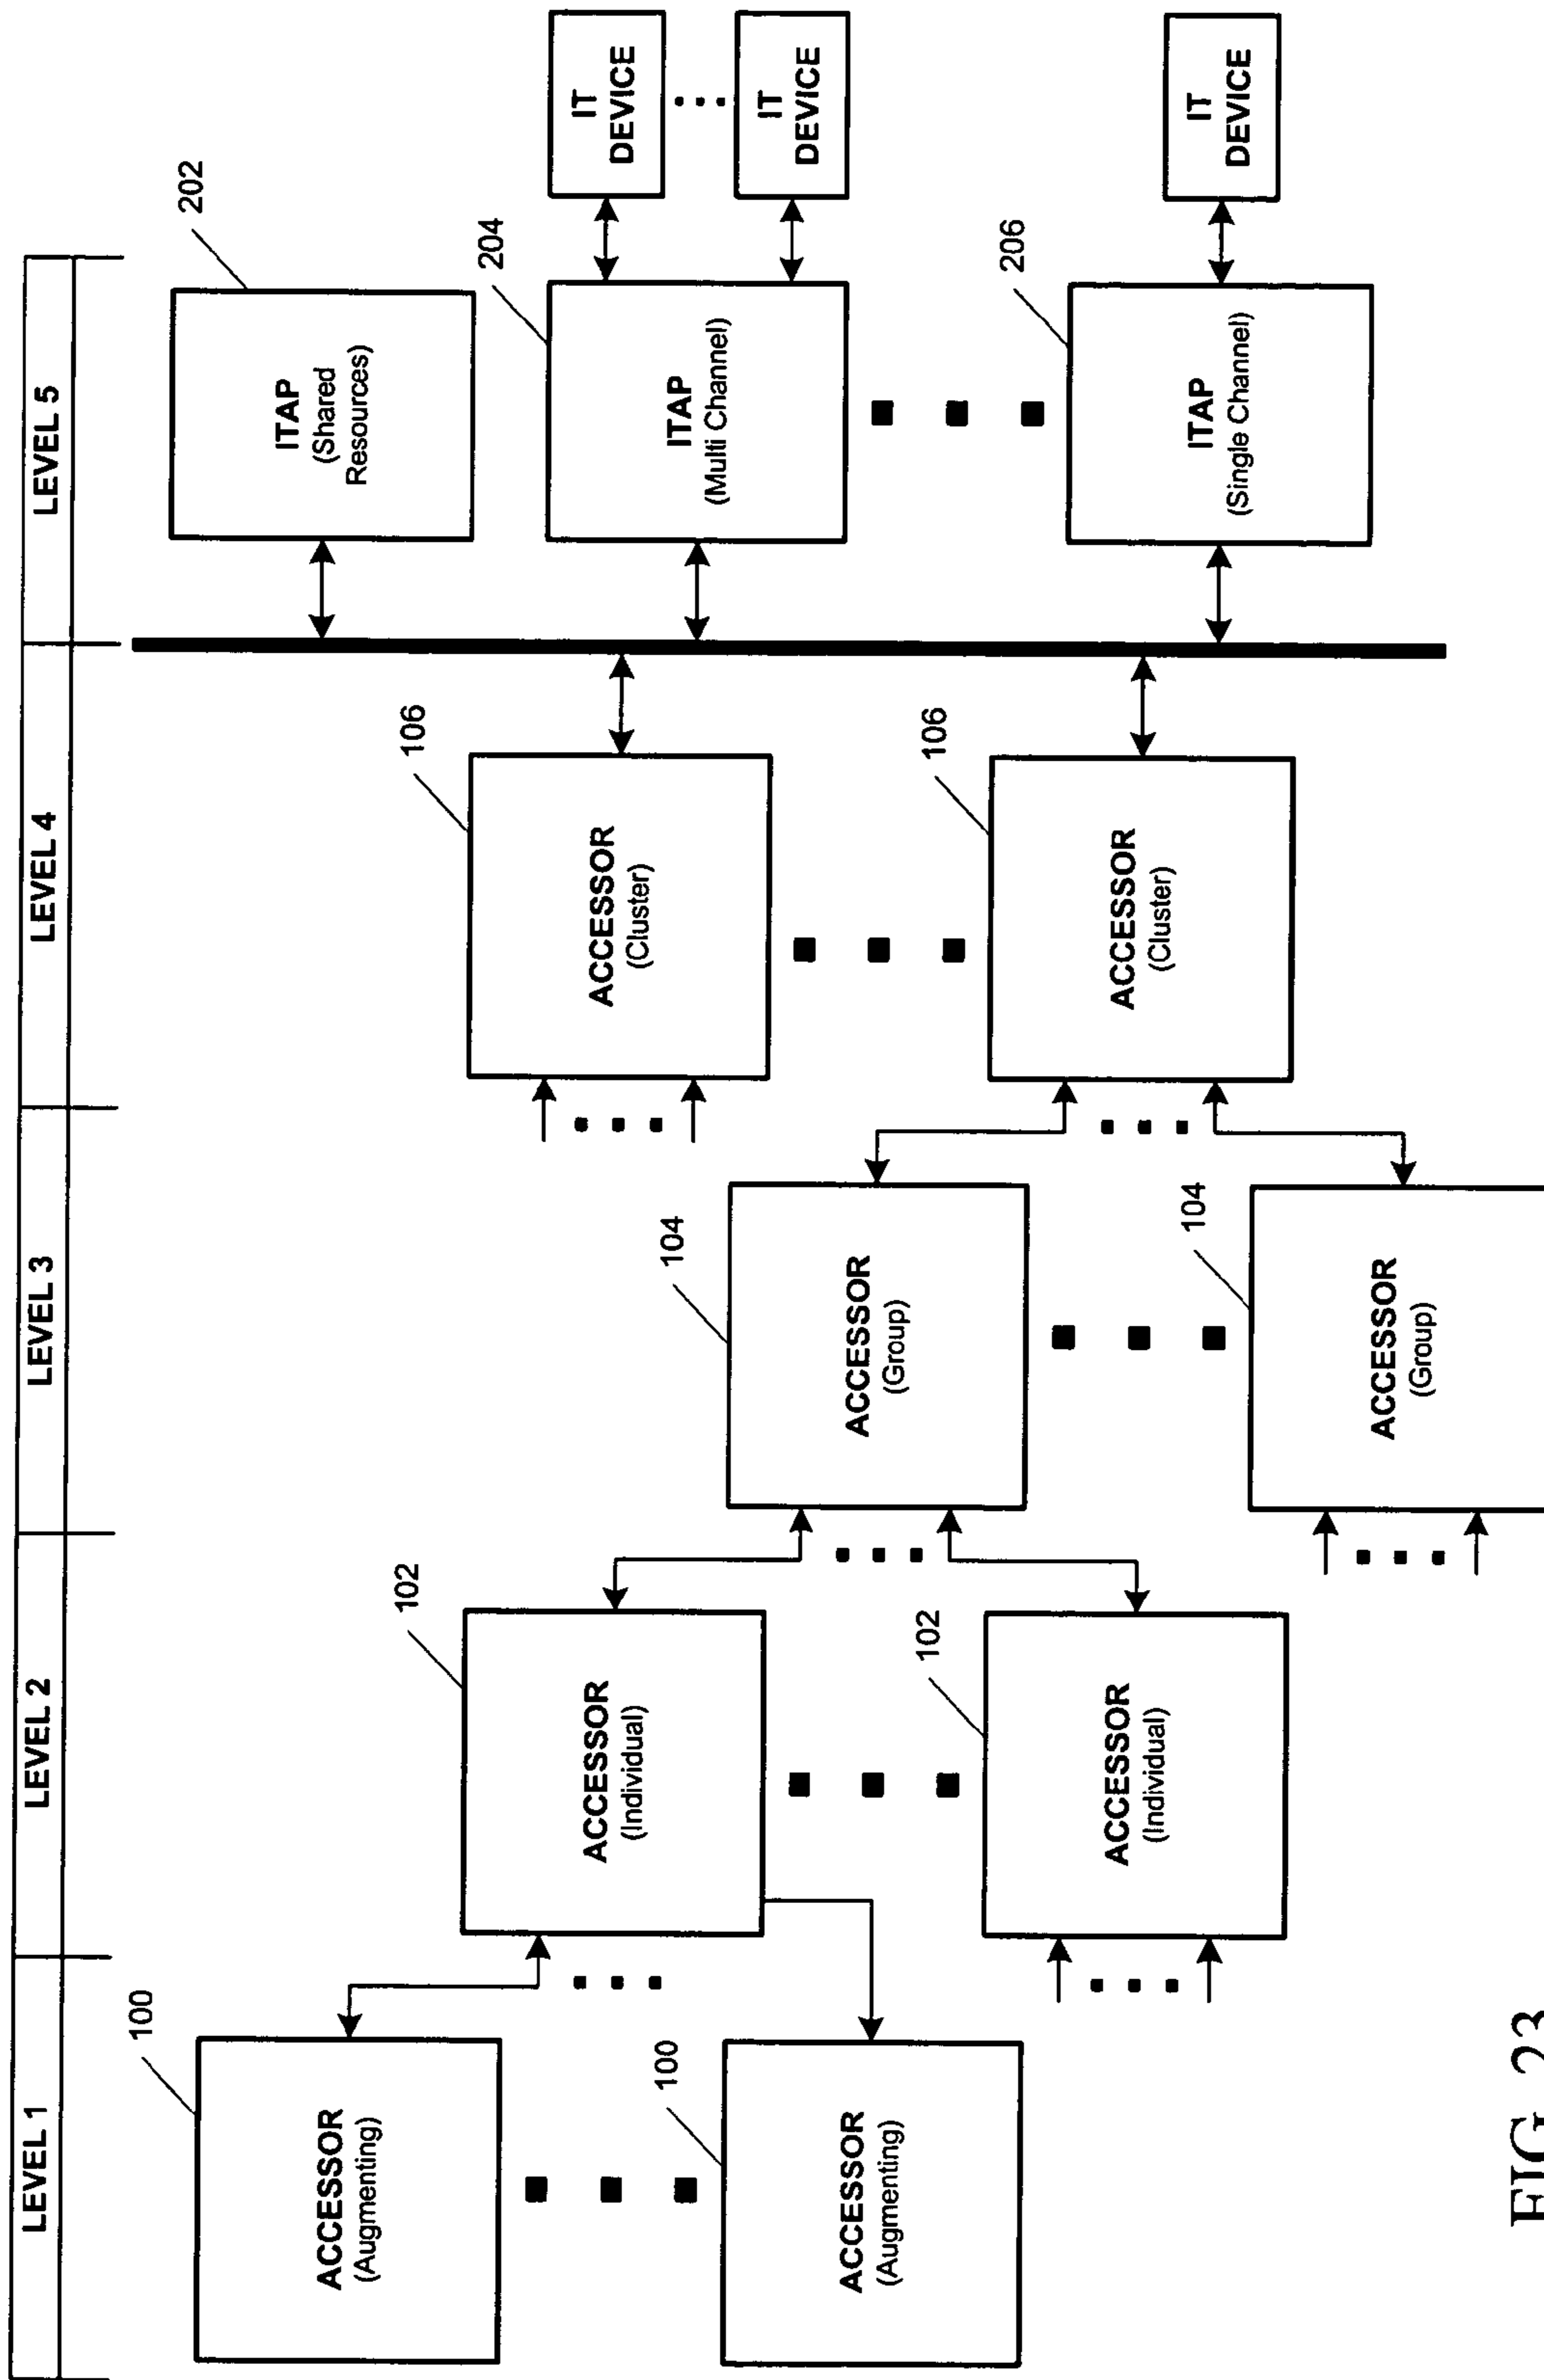 LEVEL 1
LEVEL 2
LEVEL 3
LEVEL 4
LEVEL 5
100
ACCESSOR
(Augmenting)
100
ACCESSOR
(Augmenting)
102
ACCESSOR
(Individual)
102
ACCESSOR
(Individual)
104
ACCESSOR
(Group)
104
ACCESSOR
(Group)
106
ACCESSOR
(Cluster)
106
ACCESSOR
(Cluster)
202
ITAP
(Shared
Resources)
204
ITAP
(Multi Channel)
206
ITAP
(Single Channel)
IT
DEVICE
IT
DEVICE
IT
DEVICE
FIG. 23